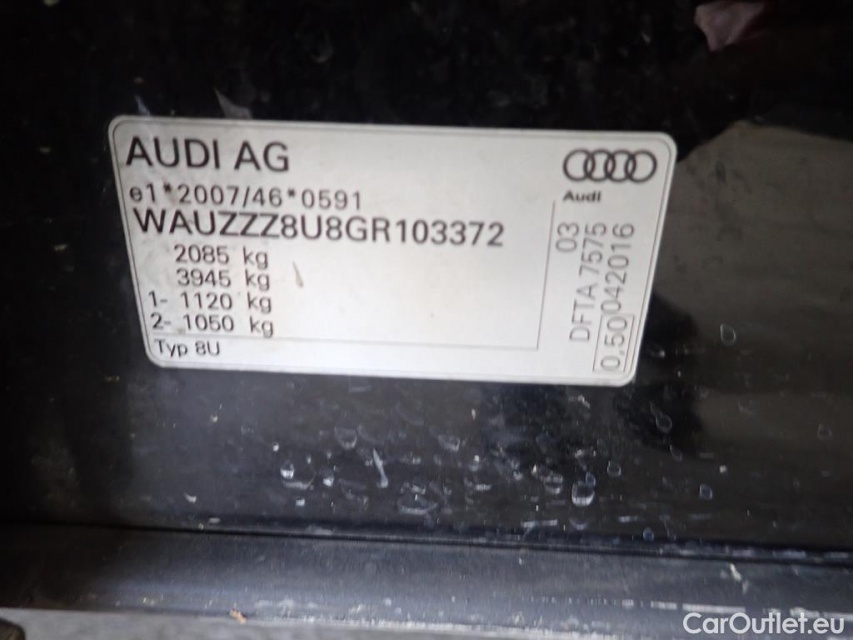 AUDI AG
e1*2007/46*0591
WAUZZZ8U8GR103372
2085 kg
3945 kg
1- 1120 kg
2- 1050 kg
Typ 8U
Audi
03
DFTA 7575
0,50 042016
CarOutlet.eu